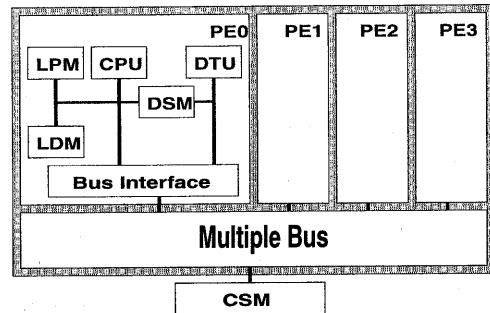 PE0 PE1 PE2 PE3
LPM CPU DTU
DSM
LDM
Bus Interface
Multiple Bus
CSM